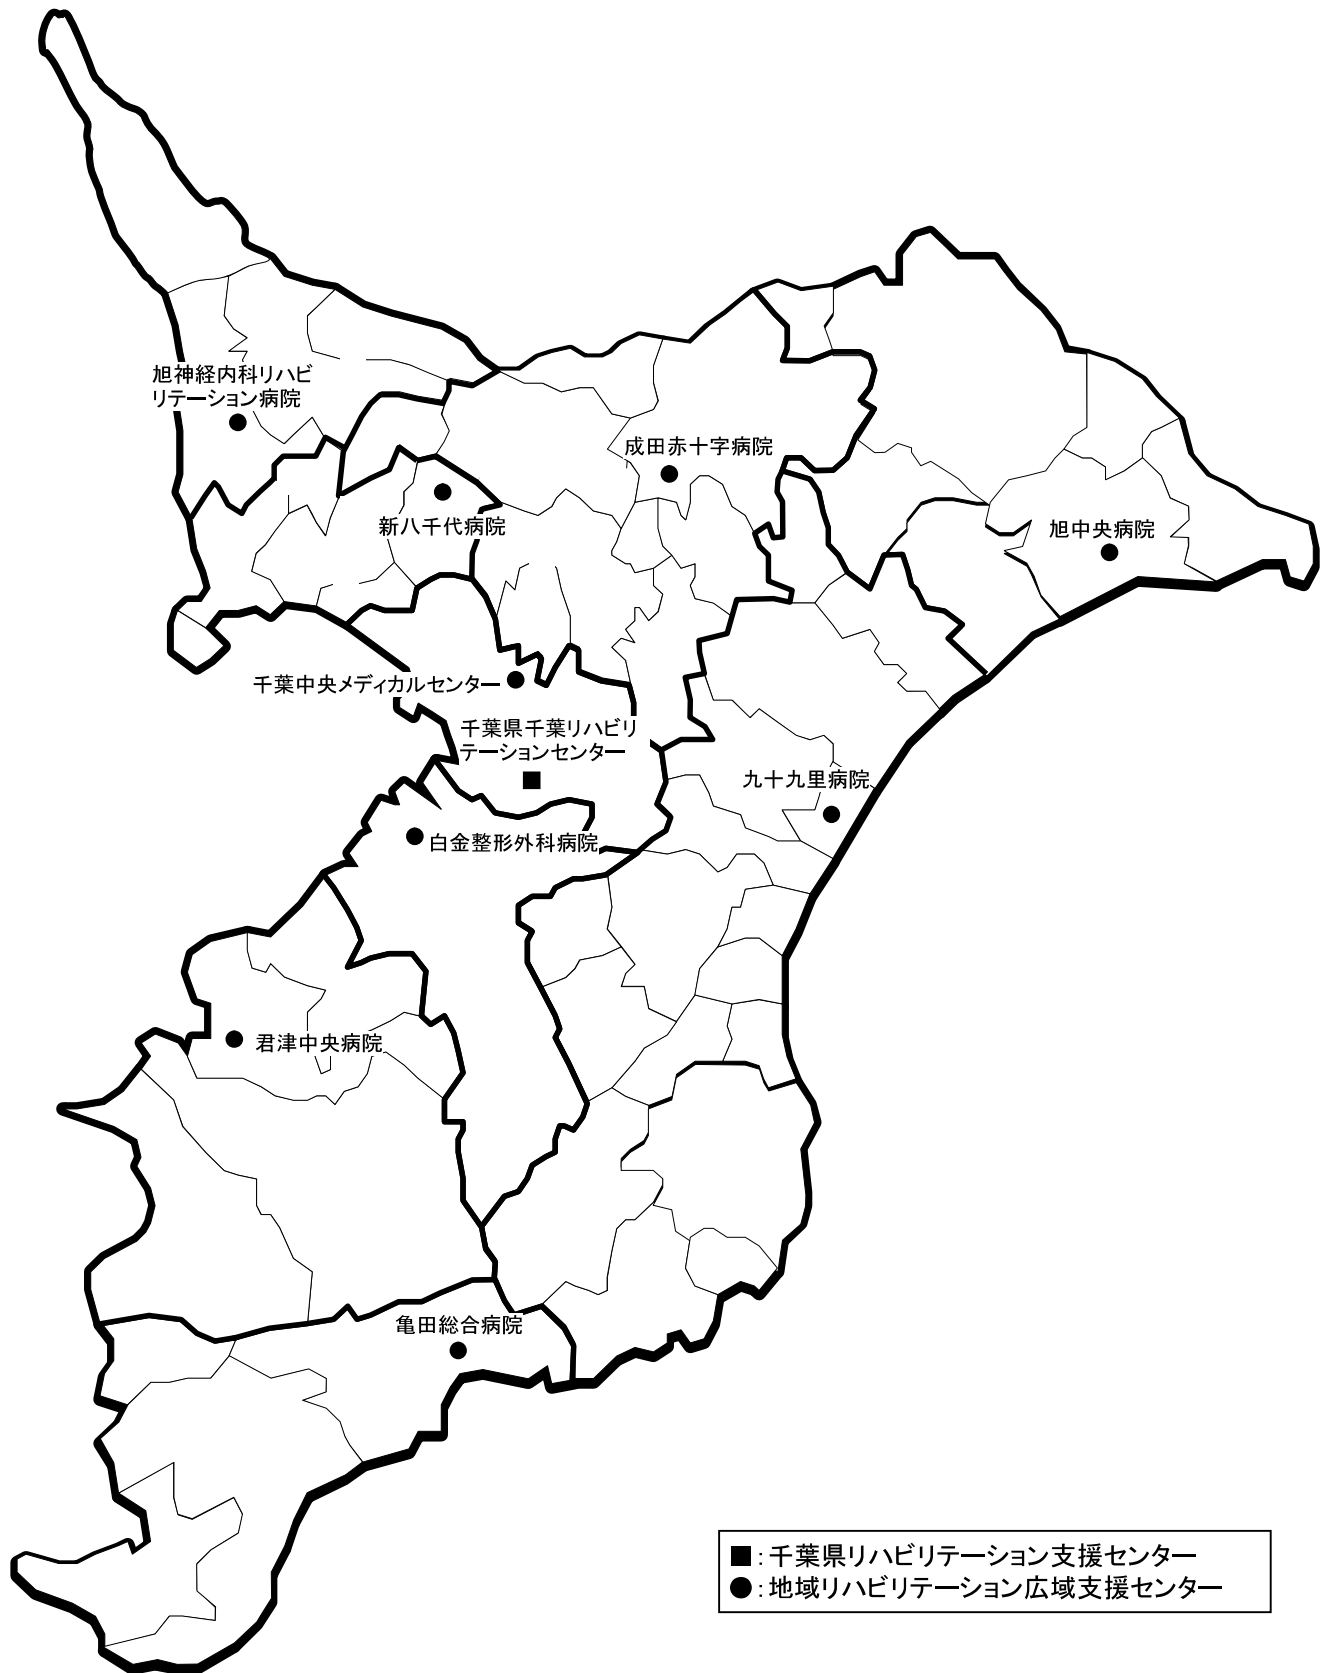 旭神経内科リハビ
リテーション病院
成田赤十字病院
新八千代病院
旭中央病院
千葉中央メディカルセンター
千葉県千葉リハビリ
テーションセンター
九十九里病院
白金整形外科病院
君津中央病院
亀田総合病院
■：千葉県リハビリテーション支援センター
●：地域リハビリテーション広域支援センター